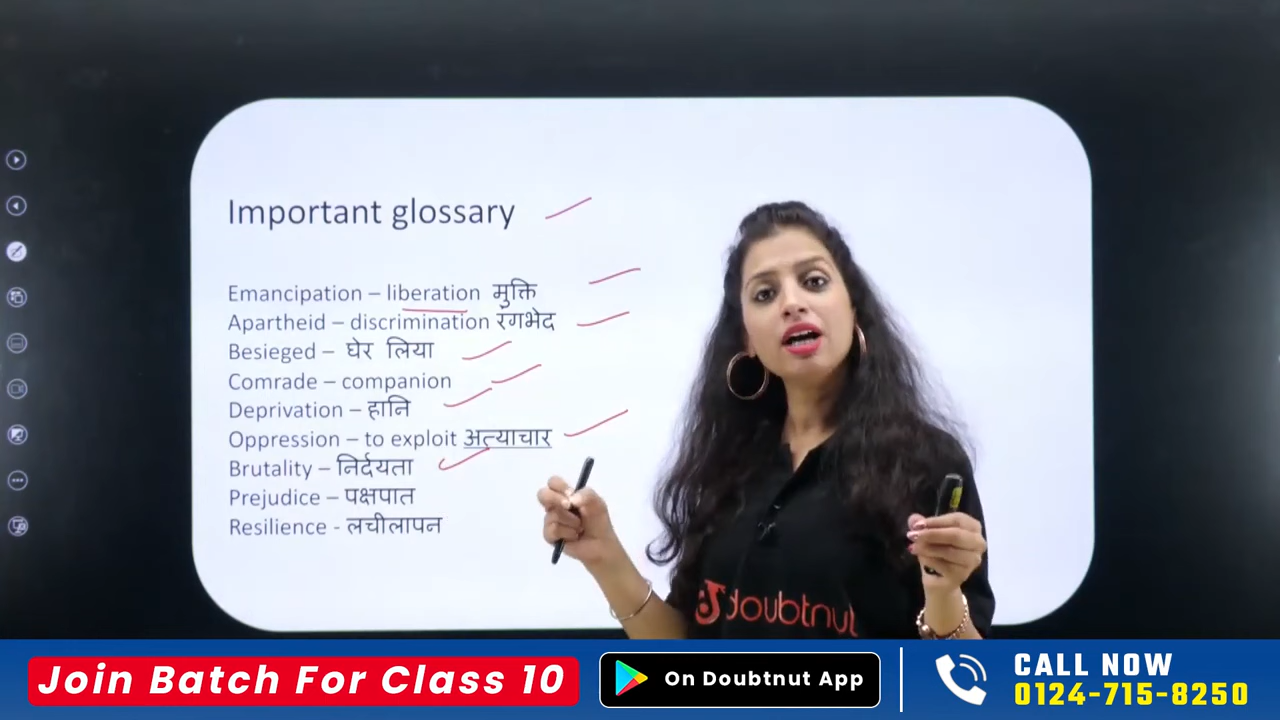 Important glossary
Emancipation – liberation मुक्ति
Apartheid – discrimination रंगभेद
Besieged – घेर लिया
Comrade – companion
Deprivation – हानि
Oppression – to exploit अत्याचार
Brutality – निर्दयता
Prejudice – पक्षपात
Resilience - लचीलापन
doubtnut
Join Batch For Class 10
On Doubtnut App
CALL NOW
0124-715-8250